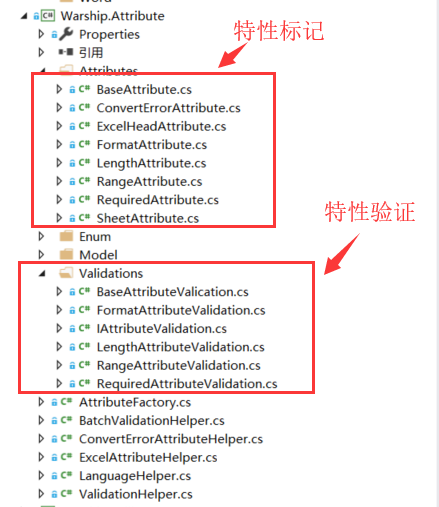 Word
Warship.Attribute
特性标记
Properties
引用
Attributes
BaseAttribute.cs
ConvertErrorAttribute.cs
ExcelHeadAttribute.cs
FormatAttribute.cs
LengthAttribute.cs
RangeAttribute.cs
RequiredAttribute.cs
特性验证
SheetAttribute.cs
Enum
Model
Validations
BaseAttributeValication.cs
FormatAttributeValidation.cs
IAttributeValidation.cs
LengthAttributeValidation.cs
RangeAttributeValidation.cs
RequiredAttributeValidation.cs
AttributeFactory.cs
BatchValidationHelper.cs
ConvertErrorAttributeHelper.cs
ExcelAttributeHelper.cs
LanguageHelper.cs
ValidationHelper.cs